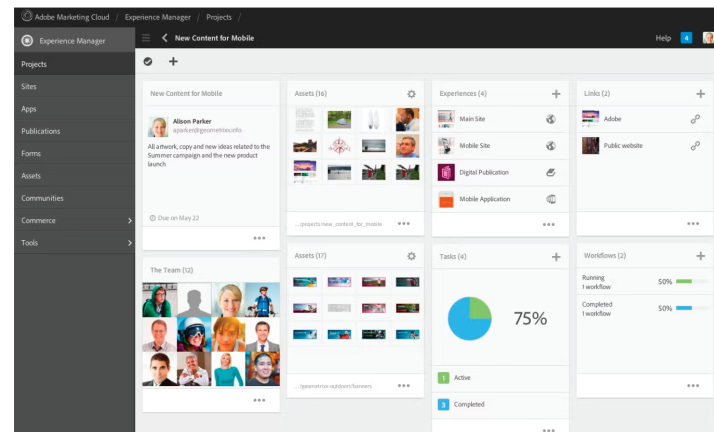 Adobe Marketing Cloud / Experience Manager / Projects /
Experience Manager
New Content for Mobile
Help 4
Projects
Sites
Apps
Publications
Forms
Assets
Communities
Commerce
Tools
New Content for Mobile
Alison Parker
aparker@geometrixx.info
All artwork, copy and new ideas related to the
Summer campaign and the new product
launch
Due on May 22
Assets (16)
.../projects/new_content_for_mobile
Experiences (4)
Main Site
Mobile Site
Digital Publication
Mobile Application
Links (2)
Adobe
Public website
The Team (12)
Assets (17)
.../geometrixx-outdoors/banners
Tasks (4)
75%
1 Active
3 Completed
Workflows (2)
Running
1 workflow
50%
Completed
1 workflow
50%